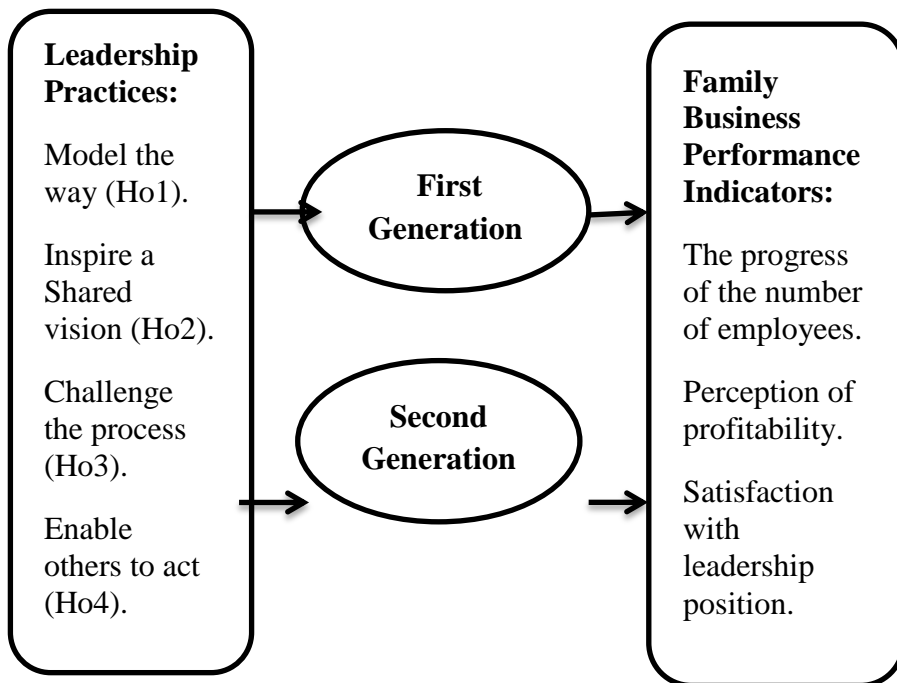 Leadership
Practices:
Model the
way (Ho1).
Inspire a
Shared
vision (Ho2).
Challenge
the process
(Ho3).
Enable
others to act
(Ho4).
First
Generation
Second
Generation
Family
Business
Performance
Indicators:
The progress
of the number
of employees.
Perception of
profitability.
Satisfaction
with
leadership
position.